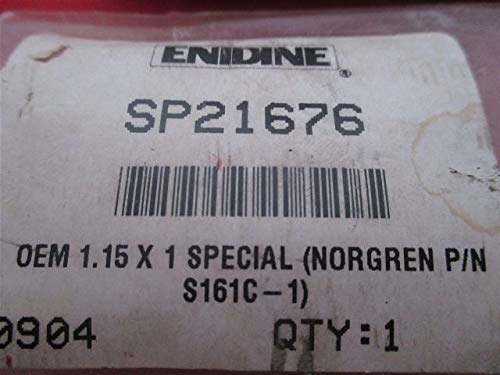 ENIDINE®
SP21676
OEM 1.15 X 1 SPECIAL (NORGREN P/N
S161C-1)
0904 QTY:1